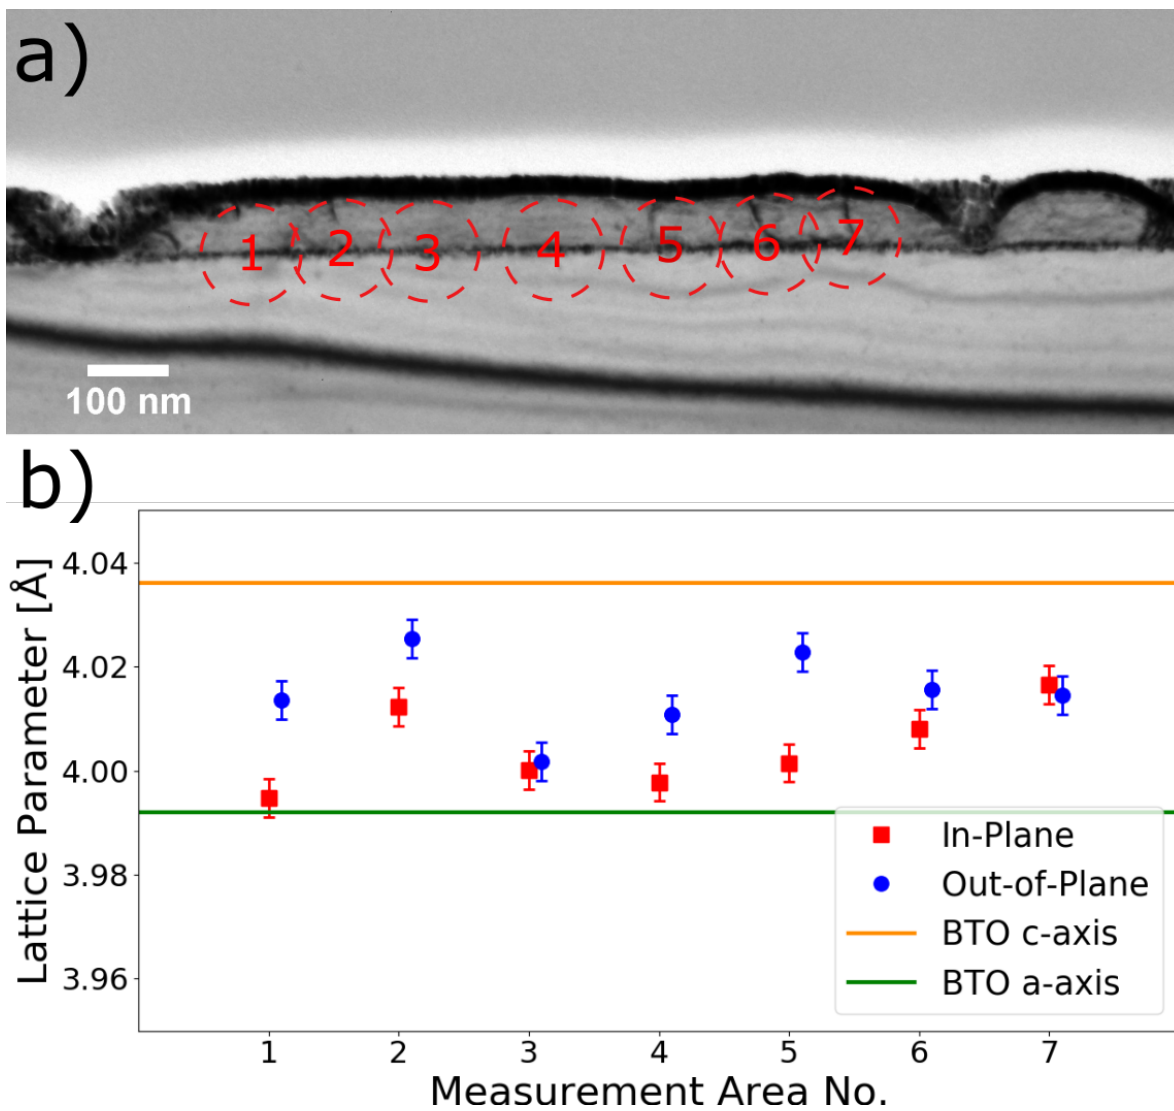 a)
1 2 3 4 5 6 7
100 nm
b)
Lattice Parameter [Å]
4.04
4.02
4.00
3.98
3.96
In-Plane
Out-of-Plane
BTO c-axis
BTO a-axis
1 2 3 4 5 6 7
Measurement Area No.